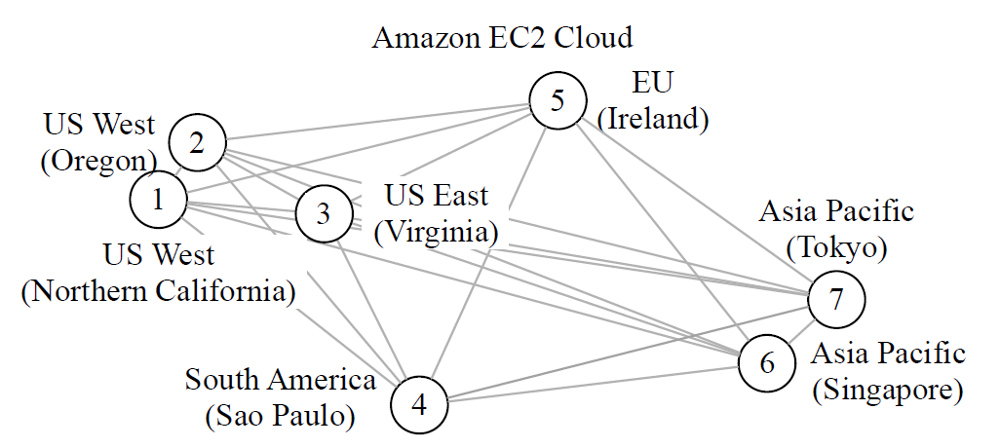 Amazon EC2 Cloud
5
EU
(Ireland)
US West
(Oregon)
2
1
3
US East
(Virginia)
US West
(Northern California)
Asia Pacific
(Tokyo)
7
6
Asia Pacific
(Singapore)
South America
(Sao Paulo)
4